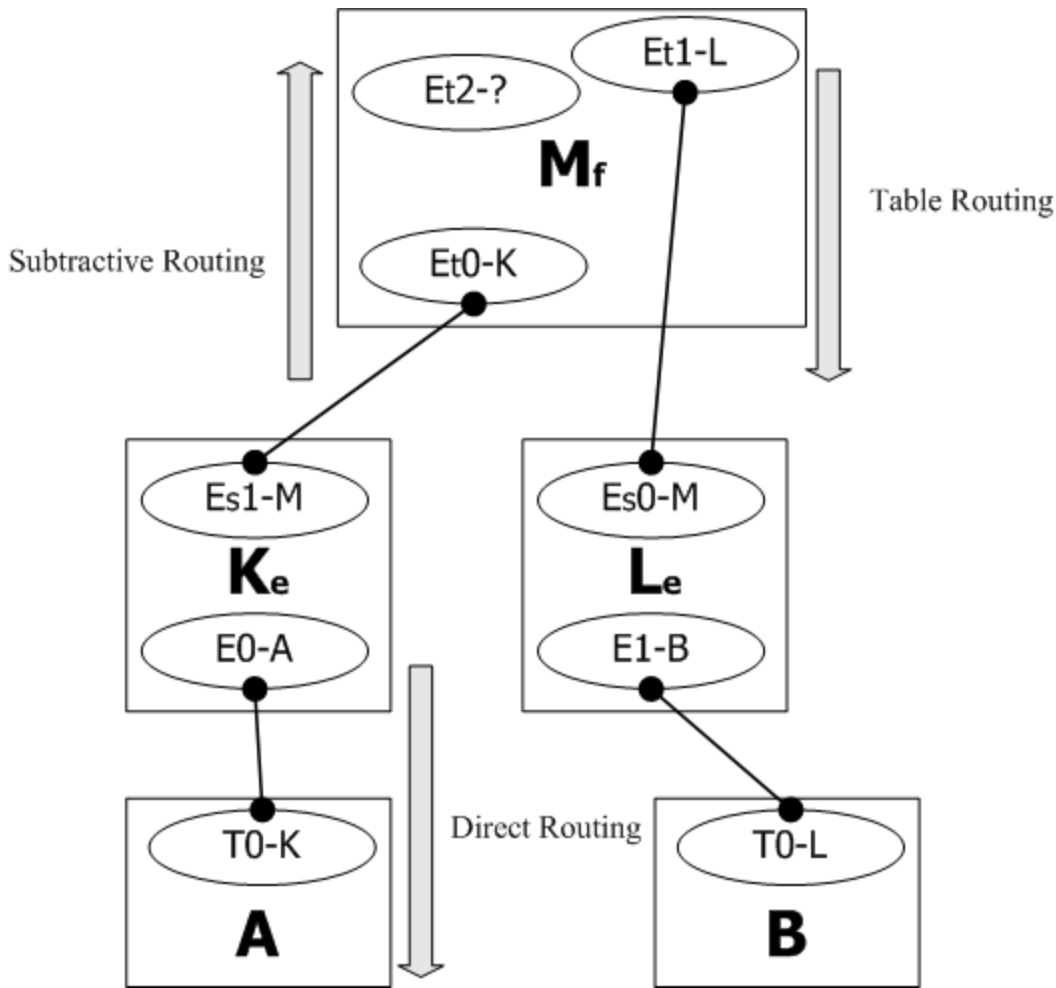 Et1-L
Et2-?
Mf
Table Routing
Subtractive Routing
Et0-K
Es1-M
Es0-M
Ke
Le
E0-A
E1-B
Direct Routing
T0-K
T0-L
A
B